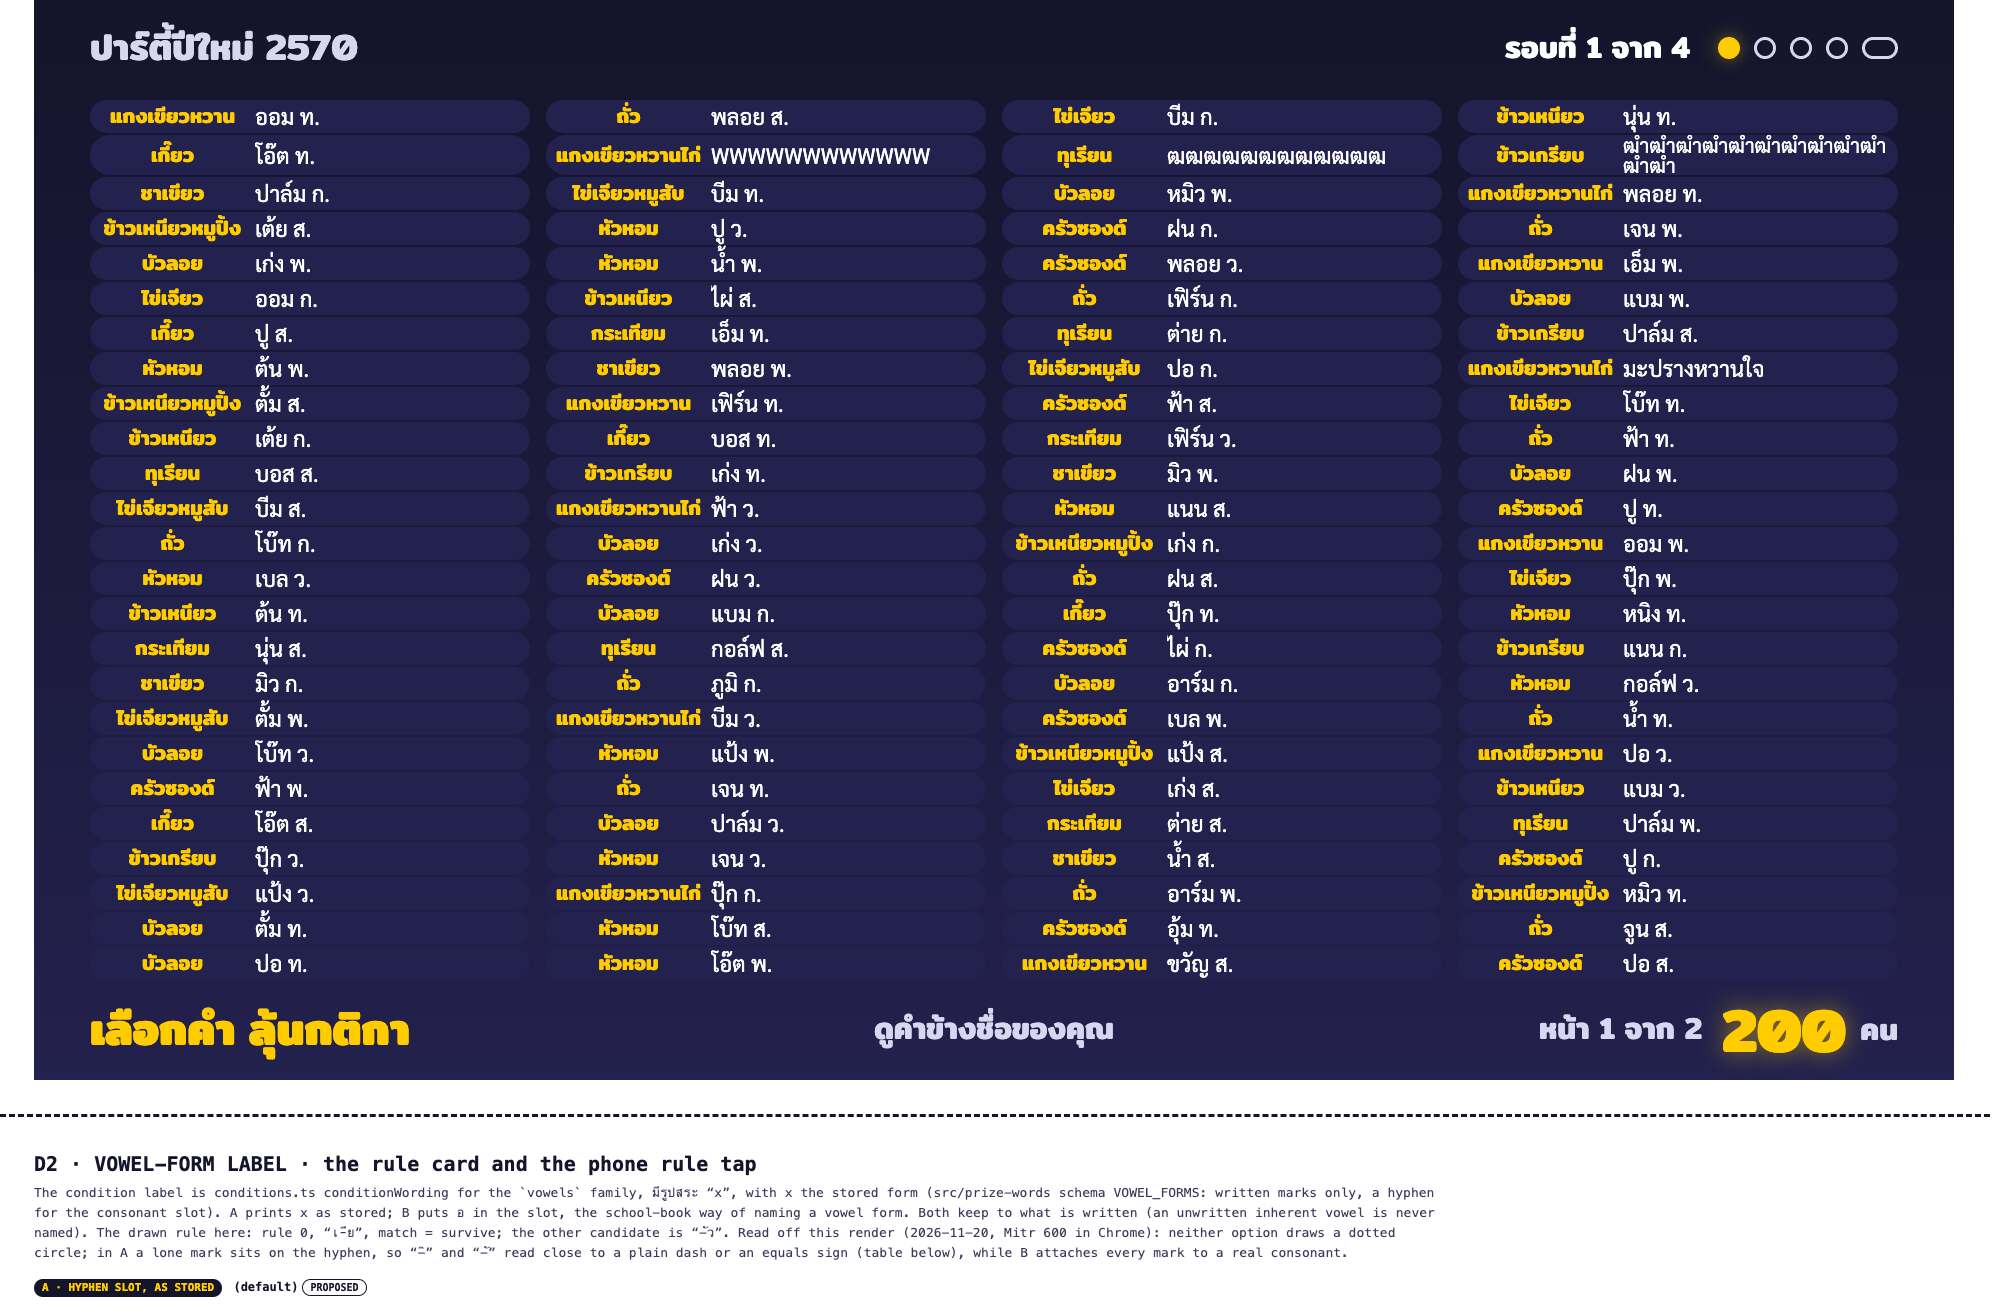 ปาร์ตี้ปีใหม่ 2570
รอบที่ 1 จาก 4
แกงเขียวหวาน ออม ท.
เกี๊ยว โอ๊ต ท.
ชาเขียว ปาล์ม ก.
ข้าวเหนียวหมูปิ้ง เต้ย ส.
บัวลอย เก่ง พ.
ไข่เจียว ออม ก.
เกี๊ยว ปู ส.
หัวหอม ต้น พ.
ข้าวเหนียวหมูปิ้ง ตั้ม ส.
ข้าวเหนียว เต้ย ก.
ทุเรียน บอส ส.
ไข่เจียวหมูสับ บีม ส.
ถั่ว โบ๊ท ก.
หัวหอม เบล ว.
ข้าวเหนียว ต้น ท.
กระเทียม นุ่น ส.
ชาเขียว มิว ก.
ไข่เจียวหมูสับ ตั้ม พ.
บัวลอย โบ๊ท ว.
ครัวซองต์ ฟ้า พ.
เกี๊ยว โอ๊ต ส.
ข้าวเกรียบ ปุ๊ก ว.
ไข่เจียวหมูสับ แป้ง ว.
บัวลอย ตั้ม ท.
บัวลอย ปอ ท.
ถั่ว พลอย ส.
แกงเขียวหวานไก่ WWWWWWWWWWWW
ไข่เจียวหมูสับ บีม ท.
หัวหอม ปู ว.
หัวหอม น้ำ พ.
ข้าวเหนียว ไผ่ ส.
กระเทียม เอ็ม ท.
ชาเขียว พลอย พ.
แกงเขียวหวาน เฟิร์น ท.
เกี๊ยว บอส ท.
ข้าวเกรียบ เก่ง ท.
แกงเขียวหวานไก่ ฟ้า ว.
บัวลอย เก่ง ว.
ครัวซองต์ ฝน ว.
บัวลอย แบม ก.
ทุเรียน กอล์ฟ ส.
ถั่ว ภูมิ ก.
แกงเขียวหวานไก่ บีม ว.
หัวหอม แป้ง พ.
ถั่ว เจน ท.
บัวลอย ปาล์ม ว.
หัวหอม เจน ว.
แกงเขียวหวานไก่ ปุ๊ก ก.
หัวหอม โบ๊ท ส.
หัวหอม โอ๊ต พ.
ไข่เจียว บีม ก.
ทุเรียน ฒฒฒฒฒฒฒฒฒฒฒฒ
บัวลอย หมิว พ.
ครัวซองต์ ฝน ก.
ครัวซองต์ พลอย ว.
ถั่ว เฟิร์น ก.
ทุเรียน ต่าย ก.
ไข่เจียวหมูสับ ปอ ก.
ครัวซองต์ ฟ้า ส.
กระเทียม เฟิร์น ว.
ชาเขียว มิว พ.
หัวหอม แนน ส.
ข้าวเหนียวหมูปิ้ง เก่ง ก.
ถั่ว ฝน ส.
เกี๊ยว ปุ๊ก ท.
ครัวซองต์ ไผ่ ก.
บัวลอย อาร์ม ก.
ครัวซองต์ เบล พ.
ข้าวเหนียวหมูปิ้ง แป้ง ส.
ไข่เจียว เก่ง ส.
กระเทียม ต่าย ส.
ชาเขียว น้ำ ส.
ถั่ว อาร์ม พ.
ครัวซองต์ อุ้ม ท.
แกงเขียวหวาน ขวัญ ส.
ข้าวเหนียว นุ่น ท.
ข้าวเกรียบ ฒำฒำฒำฒำฒำฒำฒำฒำฒำฒำ
ฒำฒำ
แกงเขียวหวานไก่ พลอย ท.
ถั่ว เจน พ.
แกงเขียวหวาน เอ็ม พ.
บัวลอย แบม พ.
ข้าวเกรียบ ปาล์ม ส.
แกงเขียวหวานไก่ มะปรางหวานใจ
ไข่เจียว โบ๊ท ท.
ถั่ว ฟ้า ท.
บัวลอย ฝน พ.
ครัวซองต์ ปู ท.
แกงเขียวหวาน ออม พ.
ไข่เจียว ปุ๊ก พ.
หัวหอม หนิง ท.
ข้าวเกรียบ แนน ก.
หัวหอม กอล์ฟ ว.
ถั่ว น้ำ ท.
แกงเขียวหวาน ปอ ว.
ข้าวเหนียว แบม ว.
ทุเรียน ปาล์ม พ.
ครัวซองต์ ปู ก.
ข้าวเหนียวหมูปิ้ง หมิว ท.
ถั่ว จูน ส.
ครัวซองต์ ปอ ส.
เลือกคำ ลุ้นกติกา
ดูคำข้างชื่อของคุณ
หน้า 1 จาก 2 200 คน
D2 · VOWEL-FORM LABEL · the rule card and the phone rule tap
The condition label is conditions.ts conditionWording for the `vowels` family, มีรูปสระ “x”, with x the stored form (src/prize-words schema VOWEL_FORMS: written marks only, a hyphen
for the consonant slot). A prints x as stored; B puts อ in the slot, the school-book way of naming a vowel form. Both keep to what is written (an unwritten inherent vowel is never
named). The drawn rule here: rule 0, “เ-ีย”, match = survive; the other candidate is “-ัว”. Read off this render (2026-11-20, Mitr 600 in Chrome): neither option draws a dotted
circle; in A a lone mark sits on the hyphen, so “-ี” and “-ั” read close to a plain dash or an equals sign (table below), while B attaches every mark to a real consonant.
A · HYPHEN SLOT, AS STORED (default) PROPOSED